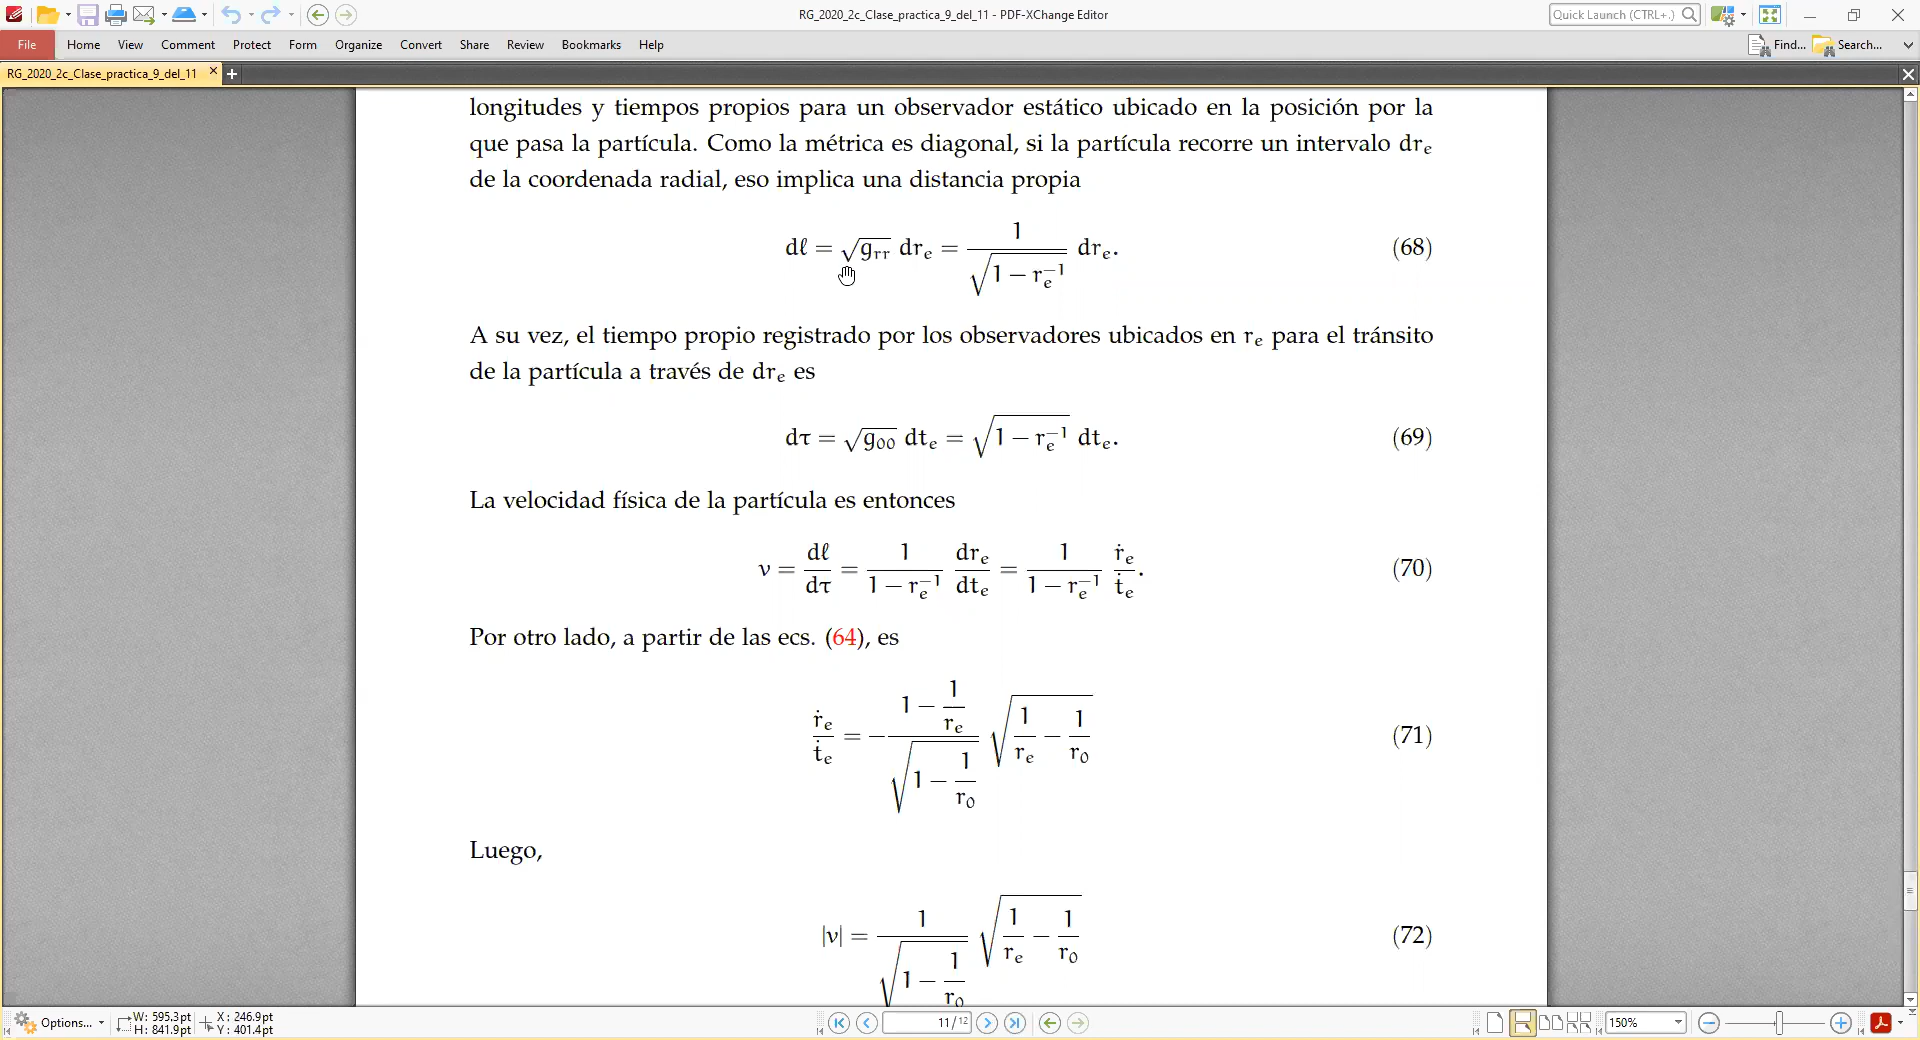 RG_2020_2c_Clase_practica_9_del_11 - PDF-XChange Editor
Quick Launch (CTRL+.)
File Home View Comment Protect Form Organize Convert Share Review Bookmarks Help Find... Search...
RG_2020_2c_Clase_practica_9_del_11
longitudes y tiempos propios para un observador estático ubicado en la posición por la
que pasa la partícula. Como la métrica es diagonal, si la partícula recorre un intervalo dr_e
de la coordenada radial, eso implica una distancia propia
dℓ = √g_rr dr_e = 1 / √(1 − r_e^−1) dr_e. (68)
A su vez, el tiempo propio registrado por los observadores ubicados en r_e para el tránsito
de la partícula a través de dr_e es
dτ = √g_00 dt_e = √(1 − r_e^−1) dt_e. (69)
La velocidad física de la partícula es entonces
v = dℓ/dτ = 1/(1 − r_e^−1) dr_e/dt_e = 1/(1 − r_e^−1) ṙ_e/ṫ_e. (70)
Por otro lado, a partir de las ecs. (64), es
ṙ_e/ṫ_e = − (1 − 1/r_e) / √(1 − 1/r_0) √(1/r_e − 1/r_0) (71)
Luego,
|v| = 1 / √(1 − 1/r_0) √(1/r_e − 1/r_0) (72)
Options... W: 595.3pt X: 246.9pt
H: 841.9pt Y: 401.4pt
11/12
150%